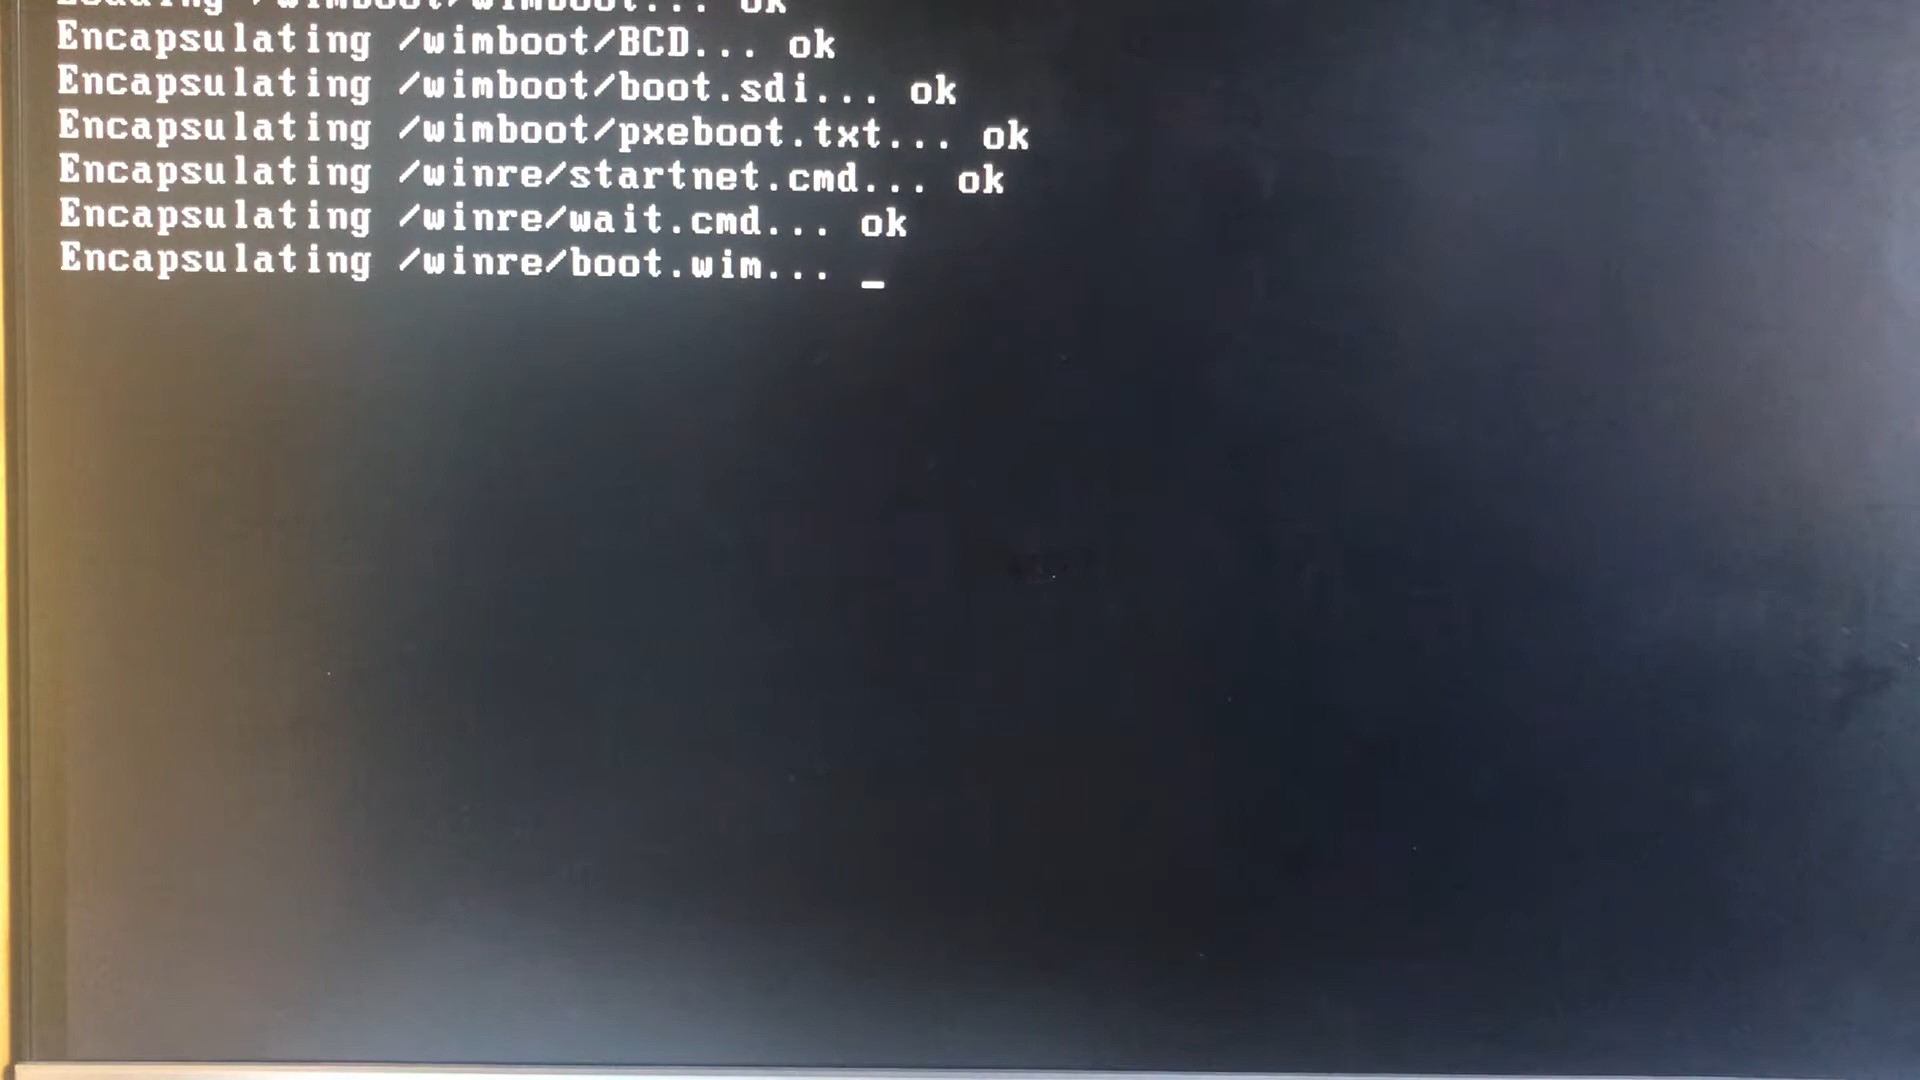 Loading /wimboot/wimboot... ok
Encapsulating /wimboot/BCD... ok
Encapsulating /wimboot/boot.sdi... ok
Encapsulating /wimboot/pxeboot.txt... ok
Encapsulating /winre/startnet.cmd... ok
Encapsulating /winre/wait.cmd... ok
Encapsulating /winre/boot.wim... _